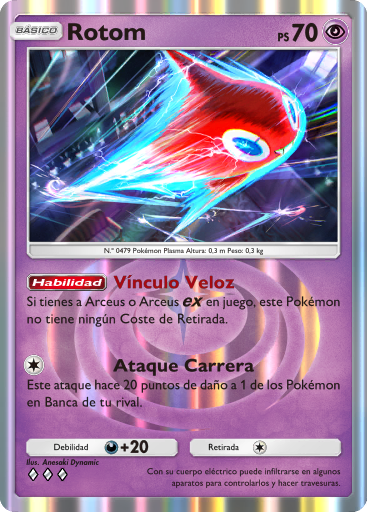 BÁSICO Rotom PS 70
N.º 0479 Pokémon Plasma Altura: 0,3 m Peso: 0,3 kg
Habilidad Vínculo Veloz
Si tienes a Arceus o Arceus ex en juego, este Pokémon
no tiene ningún Coste de Retirada.
Ataque Carrera
Este ataque hace 20 puntos de daño a 1 de los Pokémon
en Banca de tu rival.
Debilidad +20 Retirada
Ilus. Anesaki Dynamic
Con su cuerpo eléctrico puede infiltrarse en algunos
aparatos para controlarlos y hacer travesuras.